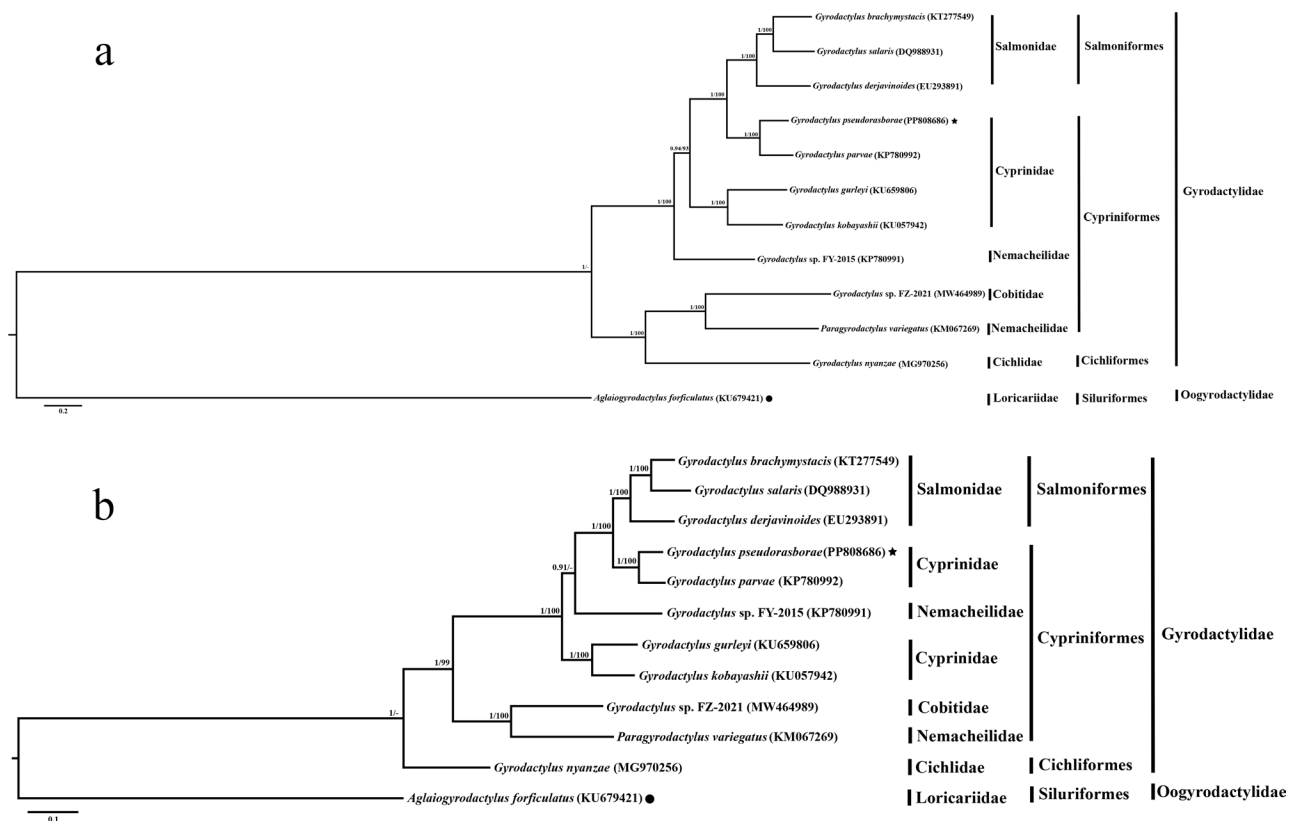 a
Gyrodactylus brachymystacis (KT277549)
1/100
Gyrodactylus salaris (DQ988931)
Salmonidae
Salmoniformes
1/100
Gyrodactylus derjavinoides (EU293891)
1/100
Gyrodactylus pseudorasborae (PP808686) ★
1/100
Gyrodactylus parvae (KP780992)
0.94/93
Cyprinidae
Gyrodactylus gurleyi (KU659806)
Gyrodactylidae
1/100
1/100
Gyrodactylus kobayashii (KU057942)
Cypriniformes
Gyrodactylus sp. FY-2015 (KP780991)
Nemacheilidae
1/-
Gyrodactylus sp. FZ-2021 (MW464989)
Cobitidae
1/100
Paragyrodactylus variegatus (KM067269)
Nemacheilidae
1/100
Gyrodactylus nyanzae (MG970256)
Cichlidae
Cichliformes
Aglaiogyrodactylus forficulatus (KU679421) ●
Loricariidae
Siluriformes
Oogyrodactylidae
0.2
b
Gyrodactylus brachymystacis (KT277549)
1/100
Gyrodactylus salaris (DQ988931)
Salmonidae
Salmoniformes
1/100
Gyrodactylus derjavinoides (EU293891)
1/100
Gyrodactylus pseudorasborae (PP808686) ★
1/100
Cyprinidae
0.91/-
Gyrodactylus parvae (KP780992)
Gyrodactylus sp. FY-2015 (KP780991)
Nemacheilidae
1/100
Cypriniformes
Gyrodactylidae
Gyrodactylus gurleyi (KU659806)
1/100
Cyprinidae
1/99
Gyrodactylus kobayashii (KU057942)
Gyrodactylus sp. FZ-2021 (MW464989)
Cobitidae
1/-
1/100
Paragyrodactylus variegatus (KM067269)
Nemacheilidae
Gyrodactylus nyanzae (MG970256)
Cichlidae
Cichliformes
Aglaiogyrodactylus forficulatus (KU679421) ●
Loricariidae
Siluriformes
Oogyrodactylidae
0.1